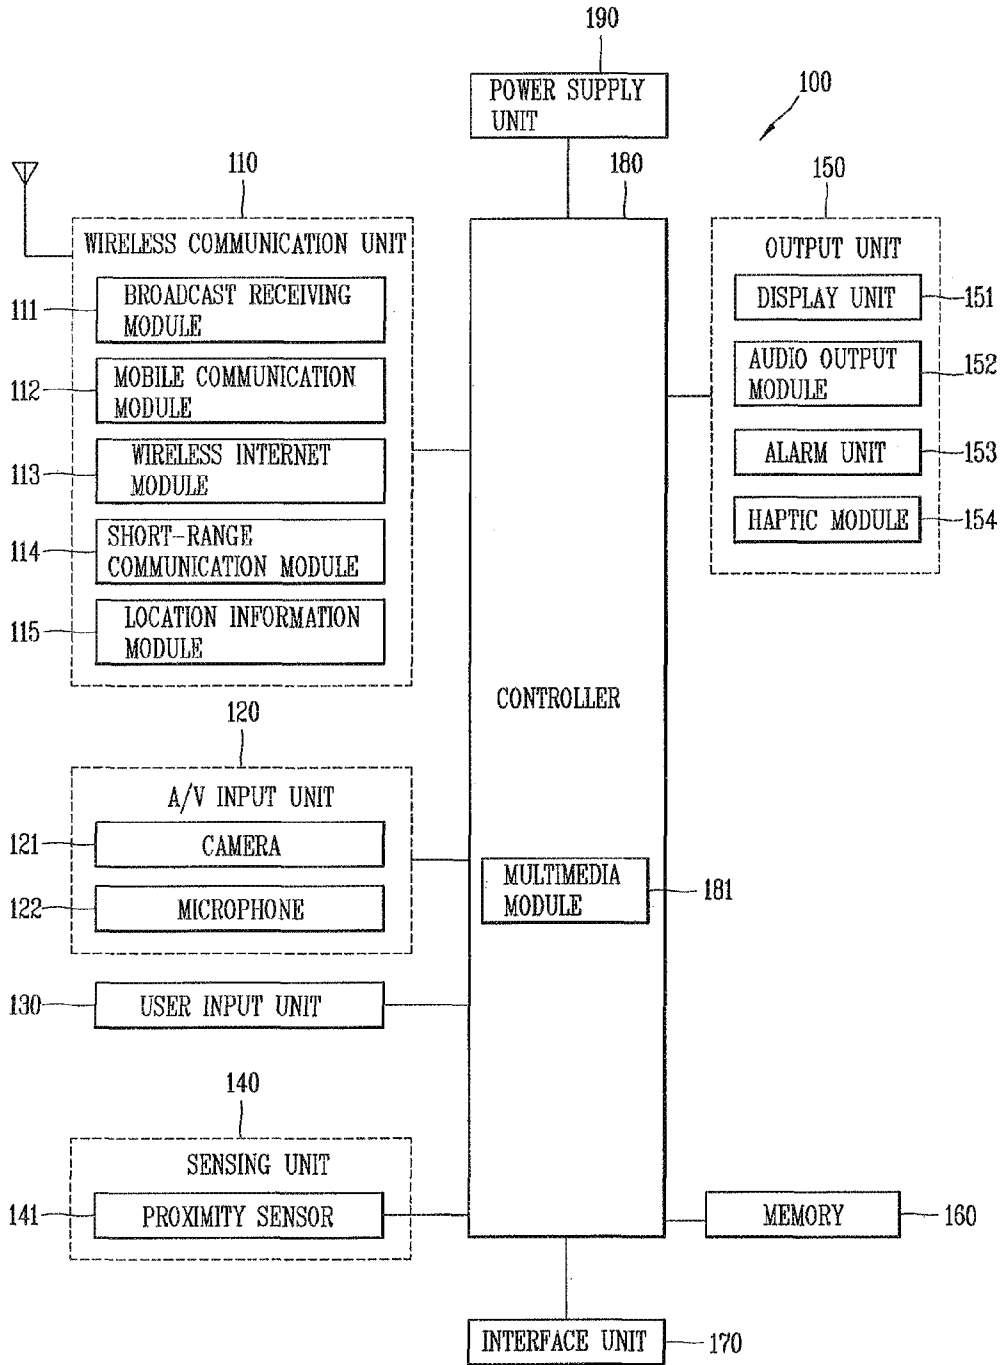 190
POWER SUPPLY
UNIT
100
110
180
150
WIRELESS COMMUNICATION UNIT
111
BROADCAST RECEIVING
MODULE
112
MOBILE COMMUNICATION
MODULE
113
WIRELESS INTERNET
MODULE
114
SHORT-RANGE
COMMUNICATION MODULE
115
LOCATION INFORMATION
MODULE
OUTPUT UNIT
DISPLAY UNIT
151
AUDIO OUTPUT
MODULE
152
ALARM UNIT
153
HAPTIC MODULE
154
CONTROLLER
120
A/V INPUT UNIT
121
CAMERA
122
MICROPHONE
MULTIMEDIA
MODULE
181
130
USER INPUT UNIT
140
SENSING UNIT
141
PROXIMITY SENSOR
MEMORY
160
INTERFACE UNIT
170